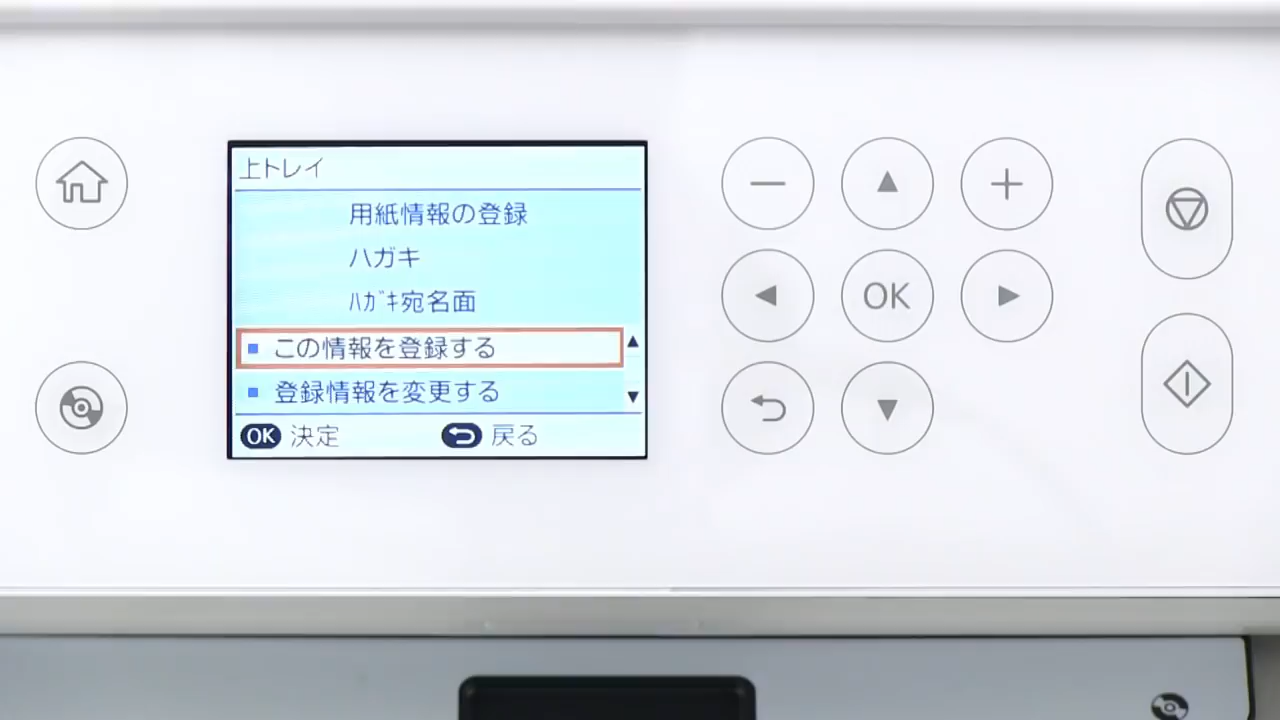 上トレイ
用紙情報の登録
ハガキ
ﾊｶﾞｷ宛名面
この情報を登録する
登録情報を変更する
OK 決定 戻る
OK